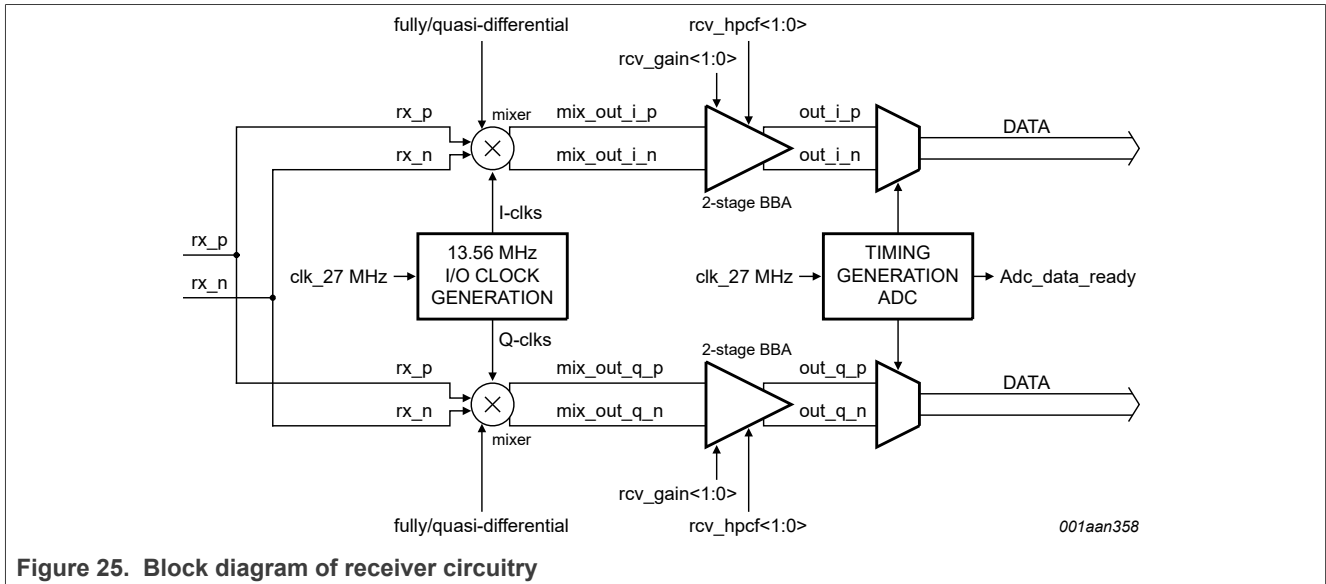 fully/quasi-differential
rcv_hpcf<1:0>
rcv_gain<1:0>
rx_p
mixer
mix_out_i_p
out_i_p
DATA
rx_n
mix_out_i_n
out_i_n
2-stage BBA
I-clks
rx_p
13.56 MHz
TIMING
clk_27 MHz
I/O CLOCK
clk_27 MHz
GENERATION
Adc_data_ready
rx_n
GENERATION
ADC
Q-clks
2-stage BBA
rx_p
mix_out_q_p
out_q_p
DATA
rx_n
mix_out_q_n
out_q_n
mixer
rcv_gain<1:0>
fully/quasi-differential
rcv_hpcf<1:0>
001aan358
Figure 25. Block diagram of receiver circuitry